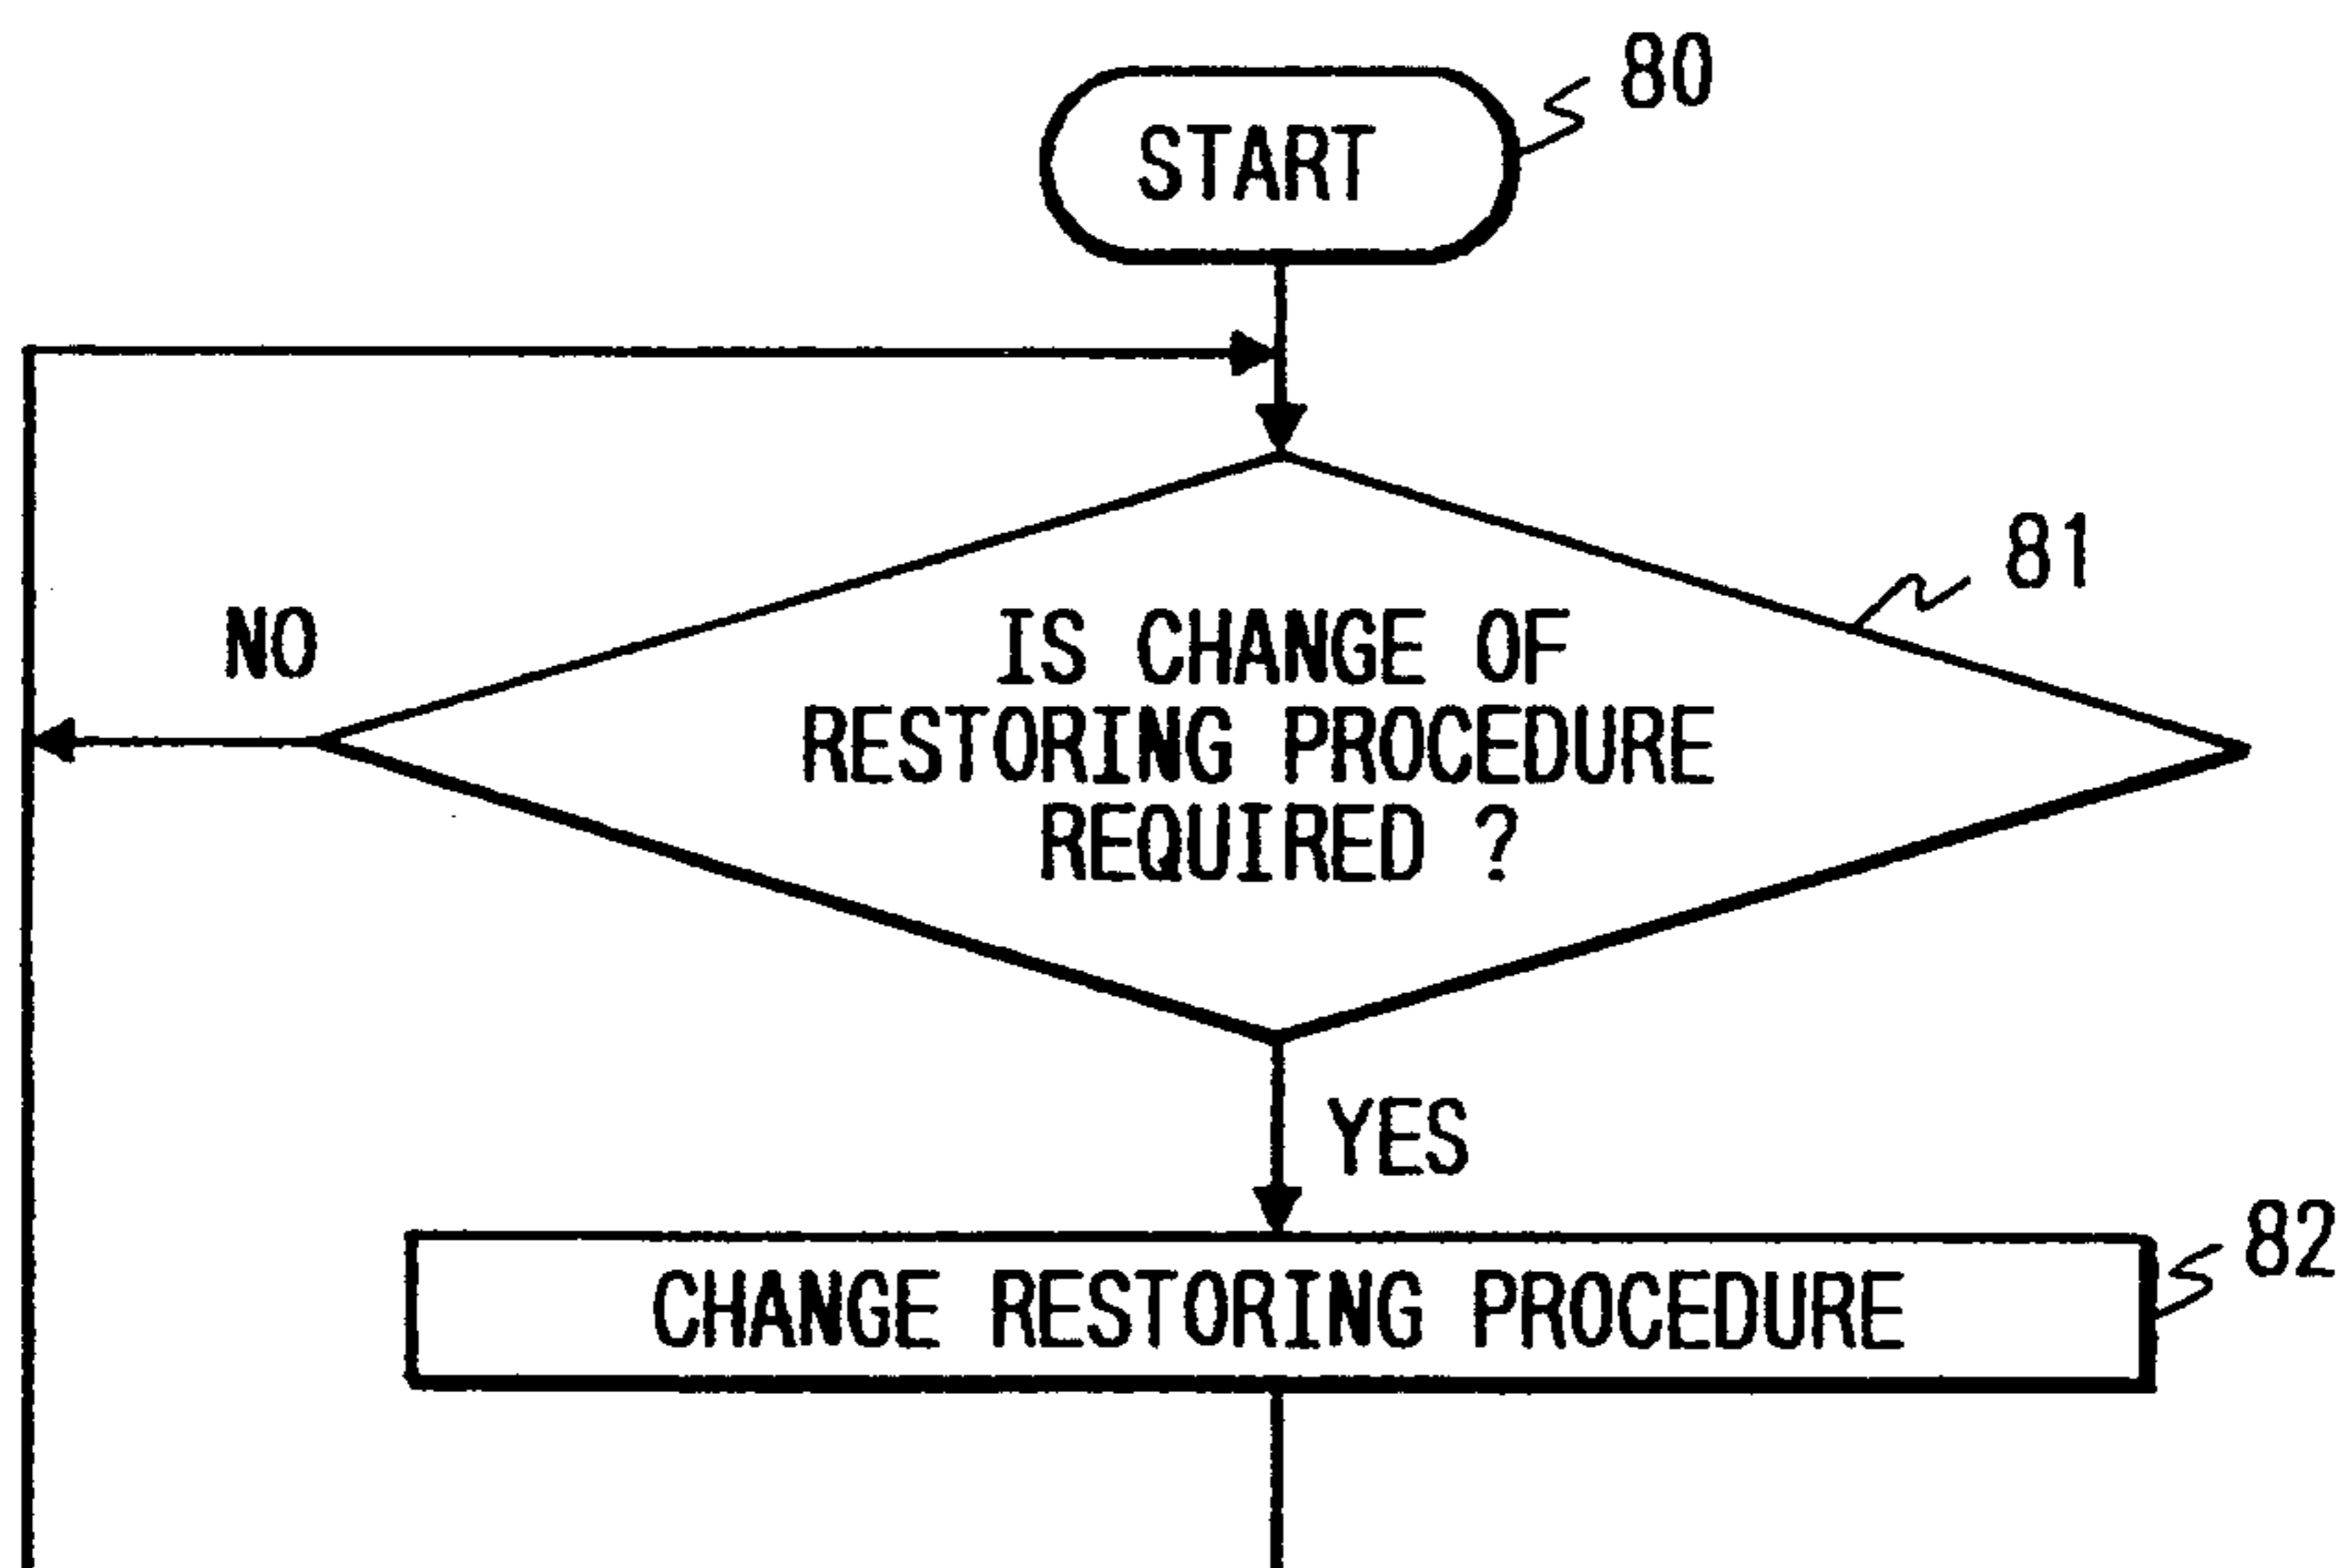 START
80
81
NO
IS CHANGE OF
RESTORING PROCEDURE
REQUIRED ?
YES
82
CHANGE RESTORING PROCEDURE